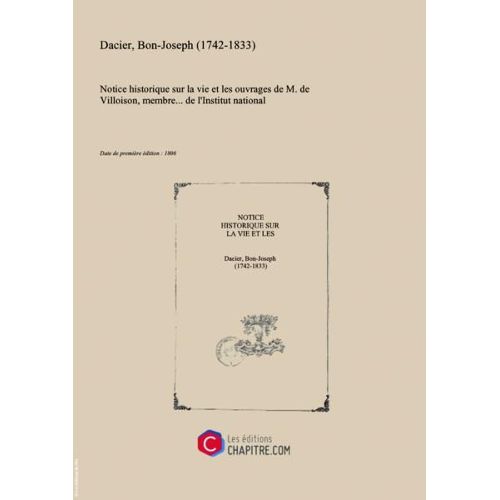 Dacier, Bon-Joseph (1742-1833)
Notice historique sur la vie et les ouvrages de M. de
Villoison, membre... de l'Institut national
Date de première édition : 1806
NOTICE
HISTORIQUE SUR
LA VIE ET LES
Dacier, Bon-Joseph
(1742-1833)
Les éditions
CHAPITRE.COM